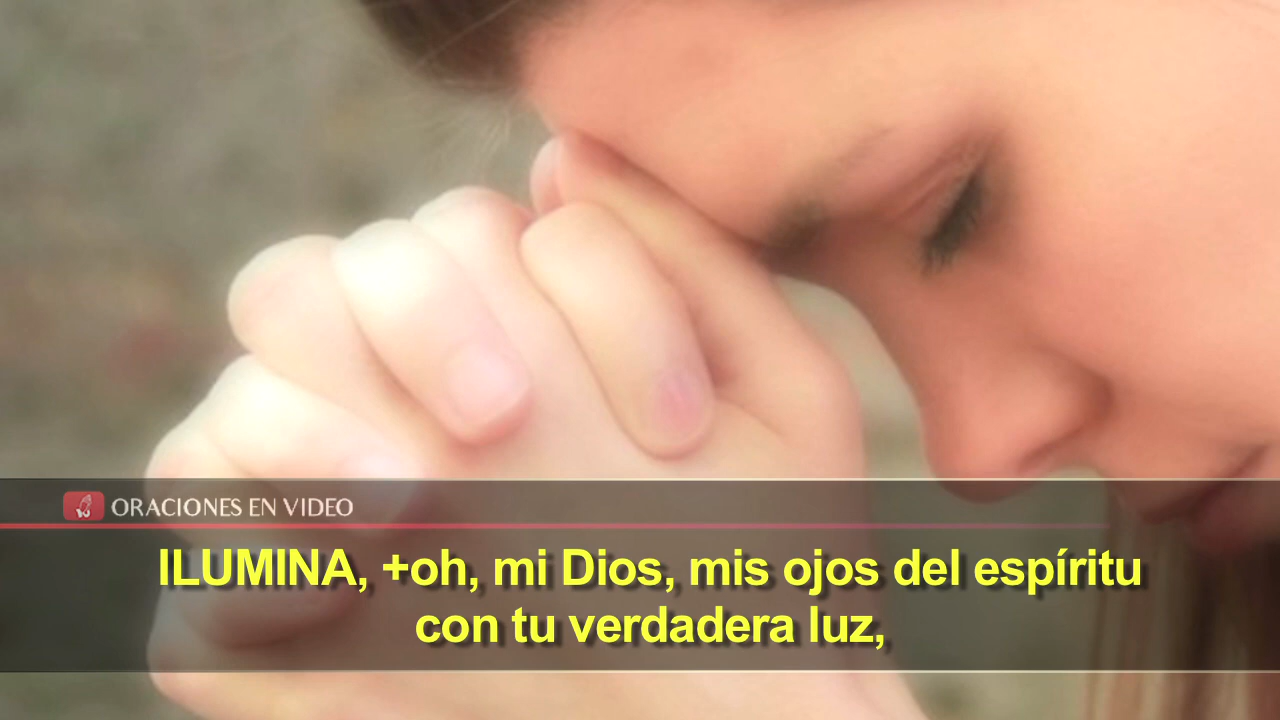 ORACIONES EN VIDEO
ILUMINA, +oh, mi Dios, mis ojos del espíritu
con tu verdadera luz,